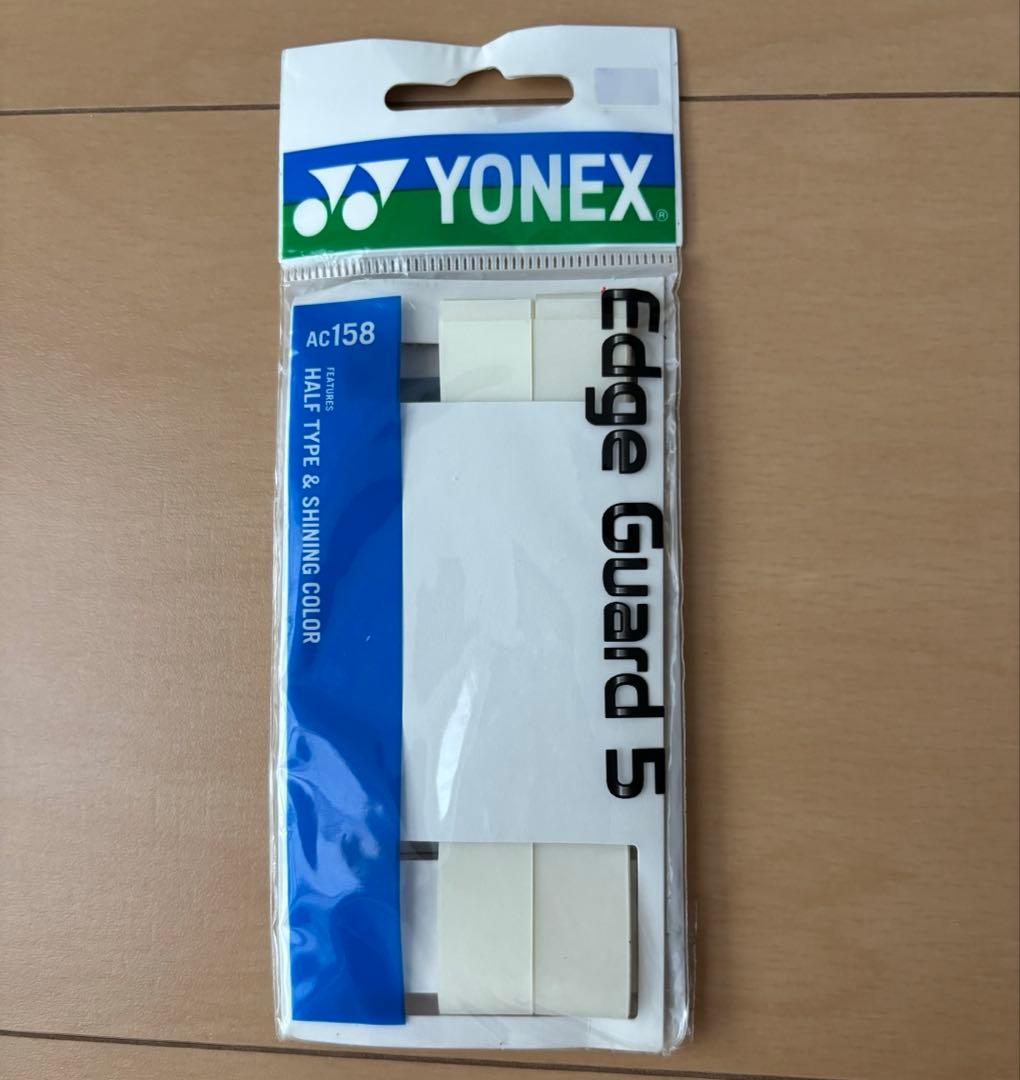 YONEX®
AC158
FEATURES
HALF TYPE & SHINING COLOR
Edge Guard 5